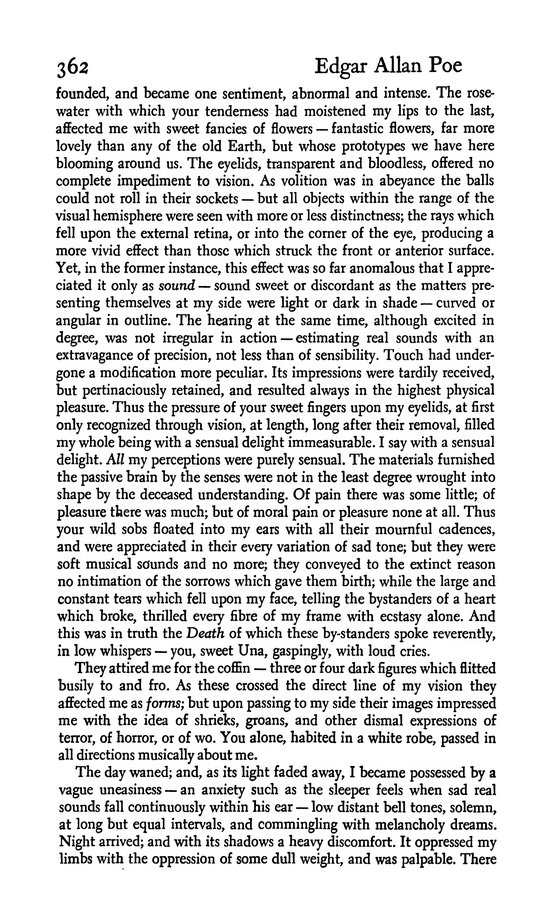 362 Edgar Allan Poe
founded, and became one sentiment, abnormal and intense. The rose-
water with which your tenderness had moistened my lips to the last,
affected me with sweet fancies of flowers — fantastic flowers, far more
lovely than any of the old Earth, but whose prototypes we have here
blooming around us. The eyelids, transparent and bloodless, offered no
complete impediment to vision. As volition was in abeyance the balls
could not roll in their sockets — but all objects within the range of the
visual hemisphere were seen with more or less distinctness; the rays which
fell upon the external retina, or into the corner of the eye, producing a
more vivid effect than those which struck the front or anterior surface.
Yet, in the former instance, this effect was so far anomalous that I appre-
ciated it only as sound — sound sweet or discordant as the matters pre-
senting themselves at my side were light or dark in shade — curved or
angular in outline. The hearing at the same time, although excited in
degree, was not irregular in action — estimating real sounds with an
extravagance of precision, not less than of sensibility. Touch had under-
gone a modification more peculiar. Its impressions were tardily received,
but pertinaciously retained, and resulted always in the highest physical
pleasure. Thus the pressure of your sweet fingers upon my eyelids, at first
only recognized through vision, at length, long after their removal, filled
my whole being with a sensual delight immeasurable. I say with a sensual
delight. All my perceptions were purely sensual. The materials furnished
the passive brain by the senses were not in the least degree wrought into
shape by the deceased understanding. Of pain there was some little; of
pleasure there was much; but of moral pain or pleasure none at all. Thus
your wild sobs floated into my ears with all their mournful cadences,
and were appreciated in their every variation of sad tone; but they were
soft musical sounds and no more; they conveyed to the extinct reason
no intimation of the sorrows which gave them birth; while the large and
constant tears which fell upon my face, telling the bystanders of a heart
which broke, thrilled every fibre of my frame with ecstasy alone. And
this was in truth the Death of which these by-standers spoke reverently,
in low whispers — you, sweet Una, gaspingly, with loud cries.
They attired me for the coffin — three or four dark figures which flitted
busily to and fro. As these crossed the direct line of my vision they
affected me as forms; but upon passing to my side their images impressed
me with the idea of shrieks, groans, and other dismal expressions of
terror, of horror, or of wo. You alone, habited in a white robe, passed in
all directions musically about me.
The day waned; and, as its light faded away, I became possessed by a
vague uneasiness — an anxiety such as the sleeper feels when sad real
sounds fall continuously within his ear — low distant bell tones, solemn,
at long but equal intervals, and commingling with melancholy dreams.
Night arrived; and with its shadows a heavy discomfort. It oppressed my
limbs with the oppression of some dull weight, and was palpable. There